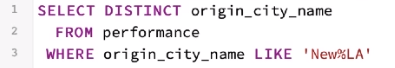 1 SELECT DISTINCT origin_city_name
2 FROM performance
3 WHERE origin_city_name LIKE 'New%LA'